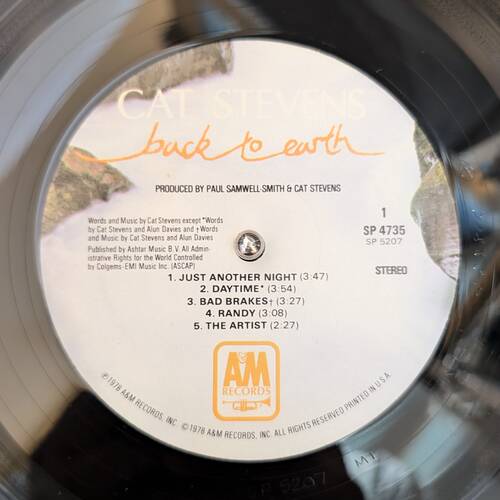 CAT STEVENS
back to earth
PRODUCED BY PAUL SAMWELL-SMITH & CAT STEVENS
Words and Music by Cat Stevens except *Words
by Cat Stevens and Alun Davies and †Words
and Music by Cat Stevens and Alun Davies
Published by Ashtar Music B.V. All Admin-
istrative Rights for the World Controlled
by Colgems-EMI Music Inc. (ASCAP)
1
SP 4735
SP 5207
STEREO
1. JUST ANOTHER NIGHT (3:47)
2. DAYTIME* (3:54)
3. BAD BRAKES† (3:27)
4. RANDY (3:08)
5. THE ARTIST (2:27)
A&M
RECORDS
℗1978 A&M RECORDS, INC. ©1978 A&M RECORDS, INC. ALL RIGHTS RESERVED PRINTED IN U.S.A.
P 5207 M1